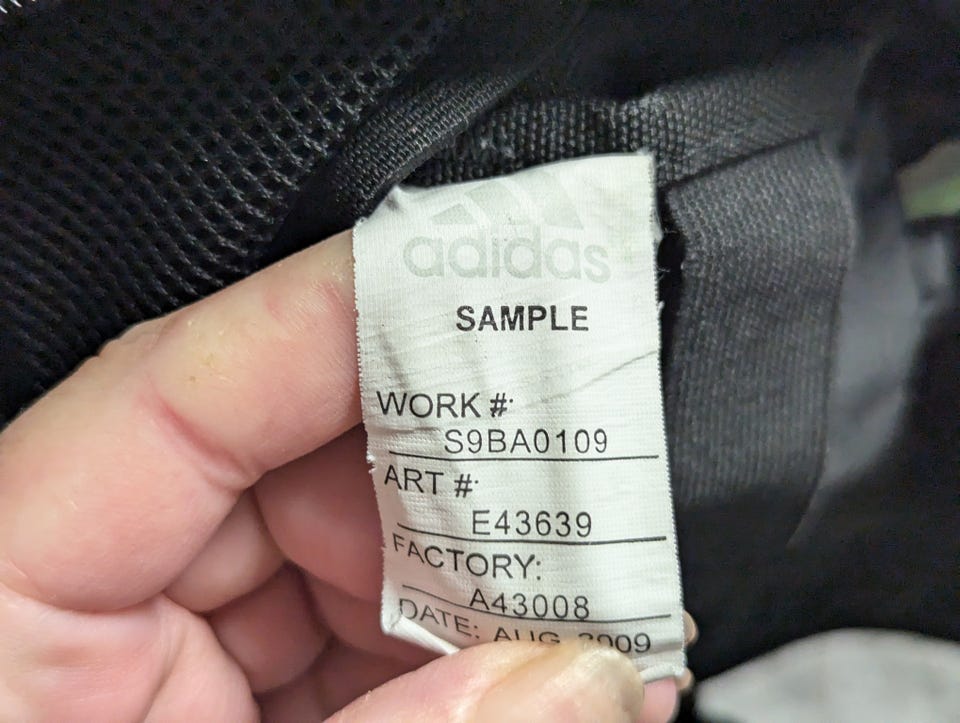 adidas
SAMPLE
WORK #:
S9BA0109
ART #:
E43639
FACTORY:
A43008
DATE: AUG 2009